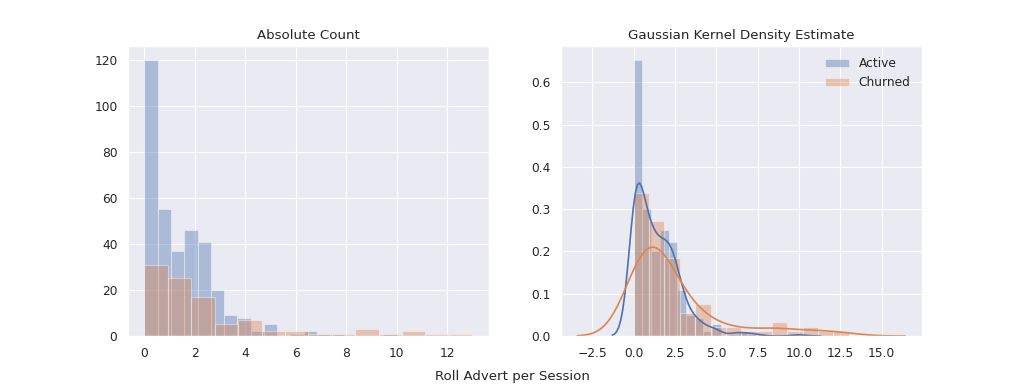 Absolute Count
120
100
80
60
40
20
0
0 2 4 6 8 10 12
Gaussian Kernel Density Estimate
Active
Churned
0.6
0.5
0.4
0.3
0.2
0.1
0.0
−2.5 0.0 2.5 5.0 7.5 10.0 12.5 15.0
Roll Advert per Session